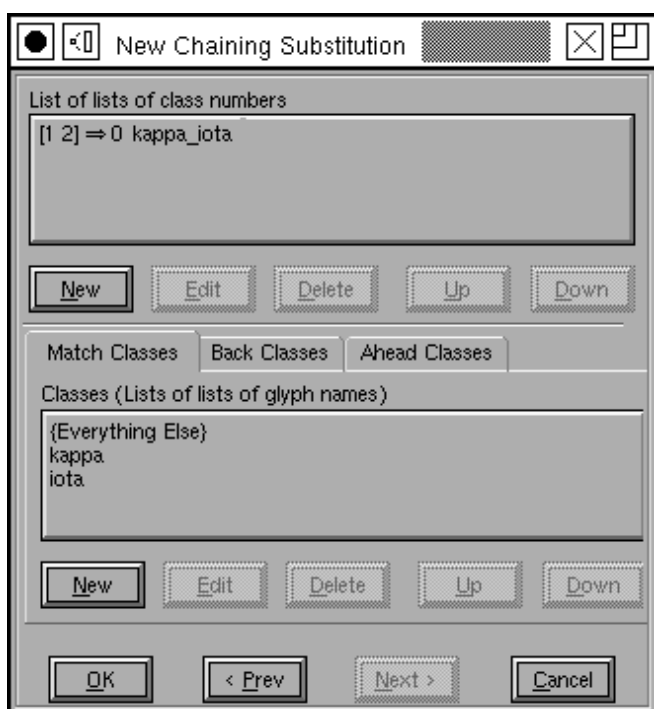 New Chaining Substitution
List of lists of class numbers
[1 2] ⇒ 0 kappa_iota
New Edit Delete Up Down
Match Classes Back Classes Ahead Classes
Classes (Lists of lists of glyph names)
{Everything Else}
kappa
iota
New Edit Delete Up Down
OK < Prev Next > Cancel